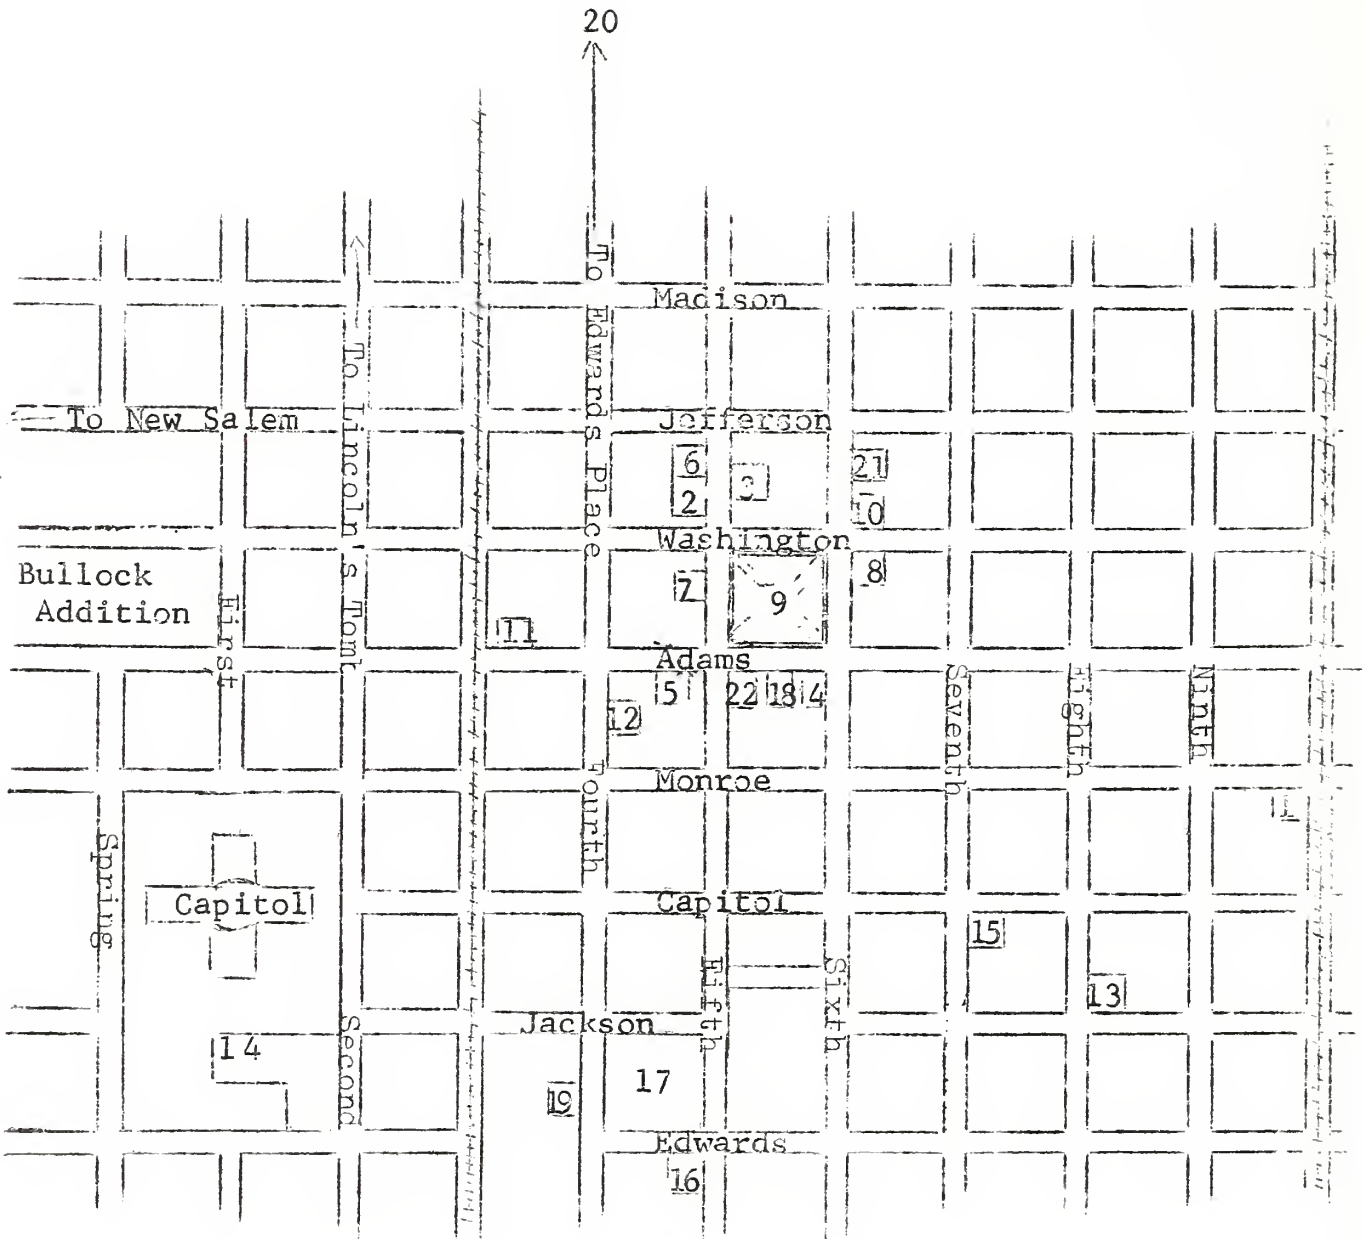 20
To Edwards Place
Madison
To Lincoln's Tomb
To New Salem
Jefferson
6
3
21
2
10
Washington
Bullock
Addition
7
9
8
First
11
Adams
5
22
18
4
12
Seventh
Eighth
Ninth
Monroe
Fourth
1
Spring
Capitol
Capitol
15
Fifth
Sixth
13
Jackson
14
Second
17
19
Edwards
16